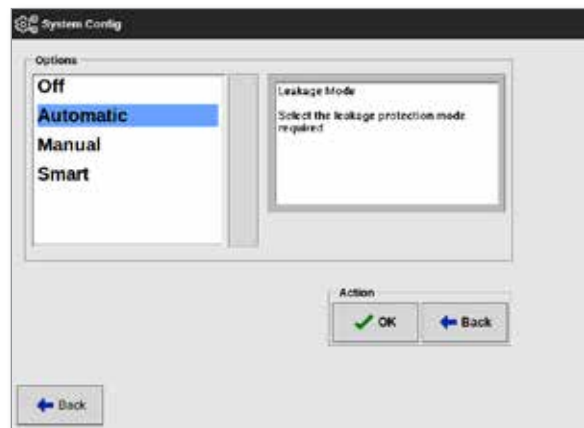 System Config
Options
Off
Automatic
Manual
Smart
Leakage Mode
Select the leakage protection mode
required
Action
OK
Back
Back